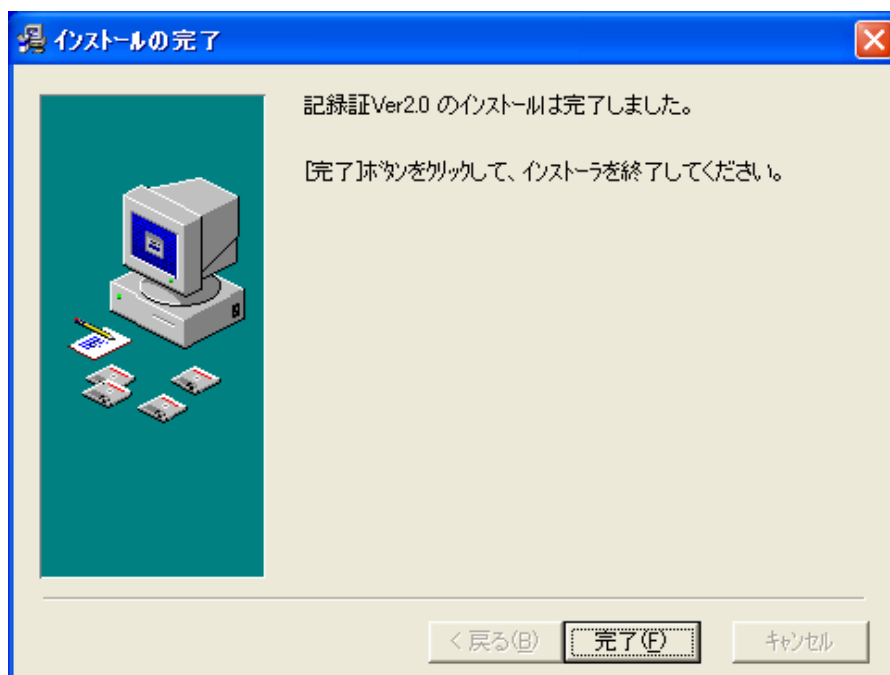 インストールの完了
記録証Ver2.0 のインストールは完了しました。
[完了]ボタンをクリックして、インストーラを終了してください。
< 戻る(B)
完了(F)
キャンセル